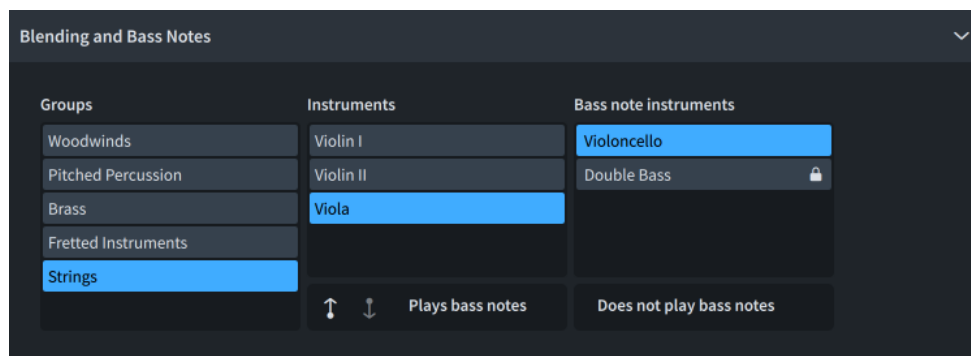 Blending and Bass Notes
Groups
Woodwinds
Pitched Percussion
Brass
Fretted Instruments
Strings
Instruments
Violin I
Violin II
Viola
Plays bass notes
Bass note instruments
Violoncello
Double Bass
Does not play bass notes